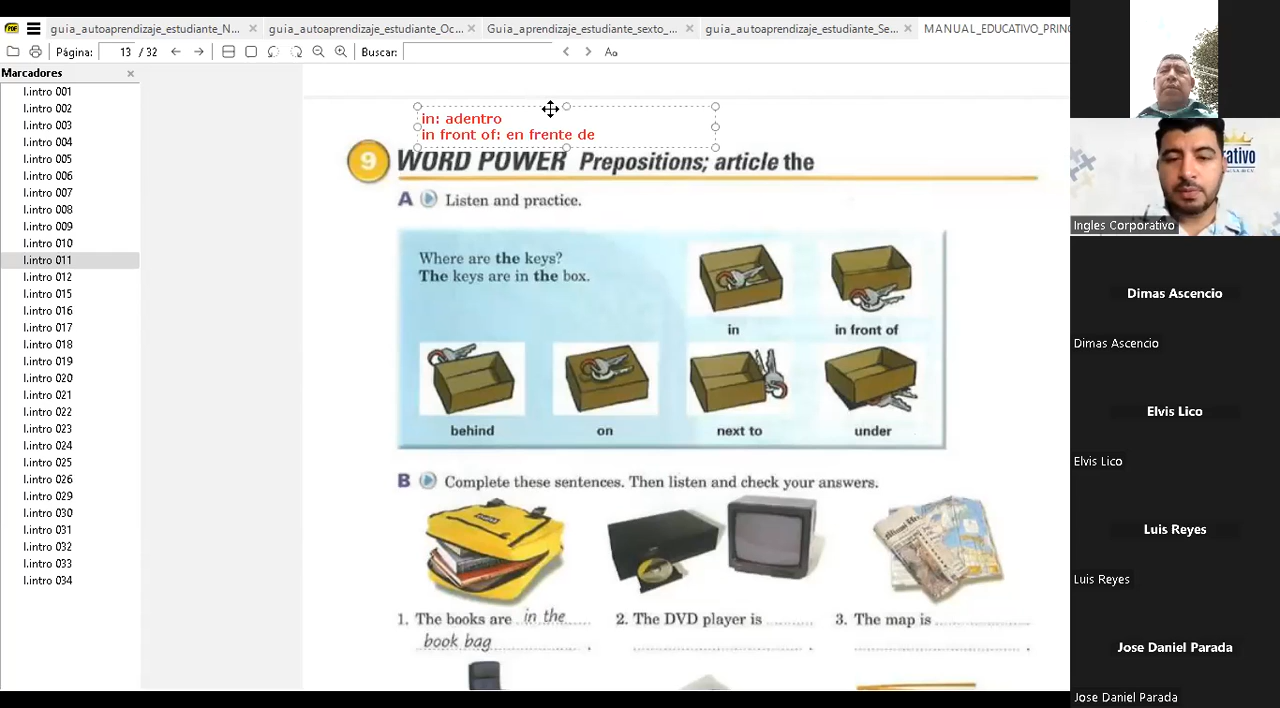 guia_autoaprendizaje_estudiante_N...
guia_autoaprendizaje_estudiante_Oc...
Guia_aprendizaje_estudiante_sexto_...
guia_autoaprendizaje_estudiante_Se...
MANUAL_EDUCATIVO_PRINC
Página: 13 / 32
Buscar:
Aa
Marcadores
I.intro 001
I.intro 002
I.intro 003
I.intro 004
I.intro 005
I.intro 006
I.intro 007
I.intro 008
I.intro 009
I.intro 010
I.intro 011
I.intro 012
I.intro 015
I.intro 016
I.intro 017
I.intro 018
I.intro 019
I.intro 020
I.intro 021
I.intro 022
I.intro 023
I.intro 024
I.intro 025
I.intro 026
I.intro 029
I.intro 030
I.intro 031
I.intro 032
I.intro 033
I.intro 034
in: adentro
in front of: en frente de
9 WORD POWER Prepositions; article the
A Listen and practice.
Where are the keys?
The keys are in the box.
in
in front of
behind
on
next to
under
B Complete these sentences. Then listen and check your answers.
1. The books are in the
book bag .
2. The DVD player is
3. The map is
Ingles Corporativo
Dimas Ascencio
Dimas Ascencio
Elvis Lico
Elvis Lico
Luis Reyes
Luis Reyes
Jose Daniel Parada
Jose Daniel Parada